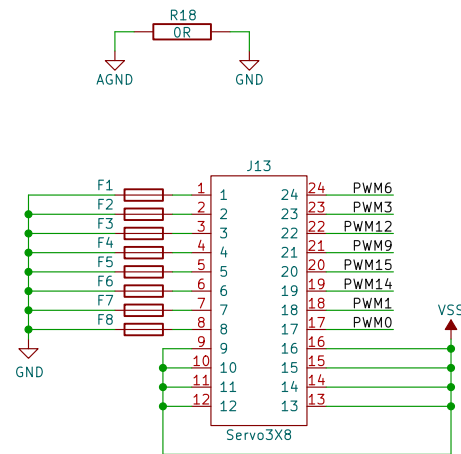 R18
0R
AGND GND
J13
F1 1 1 24 24 PWM6
F2 2 2 23 23 PWM3
F3 3 3 22 22 PWM12
F4 4 4 21 21 PWM9
F5 5 5 20 20 PWM15
F6 6 6 19 19 PWM14
F7 7 7 18 18 PWM1
VSS
F8 8 8 17 17 PWM0
9 9 16 16
GND
10 10 15 15
11 11 14 14
12 12 13 13
Servo3X8